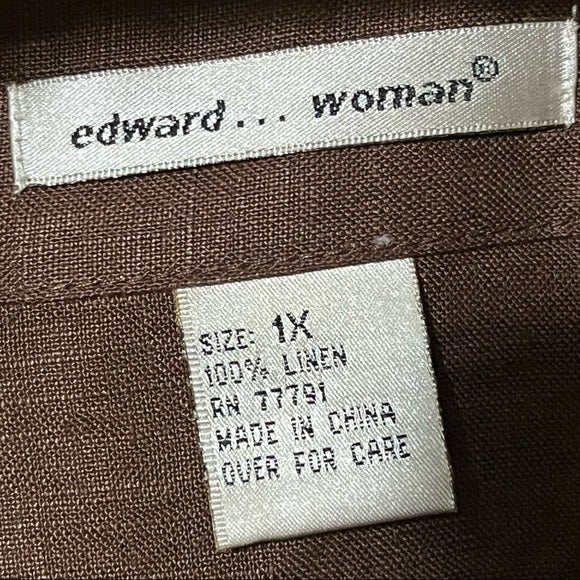 edward... woman®
SIZE: 1X
100% LINEN
RN 77791
MADE IN CHINA
OVER FOR CARE